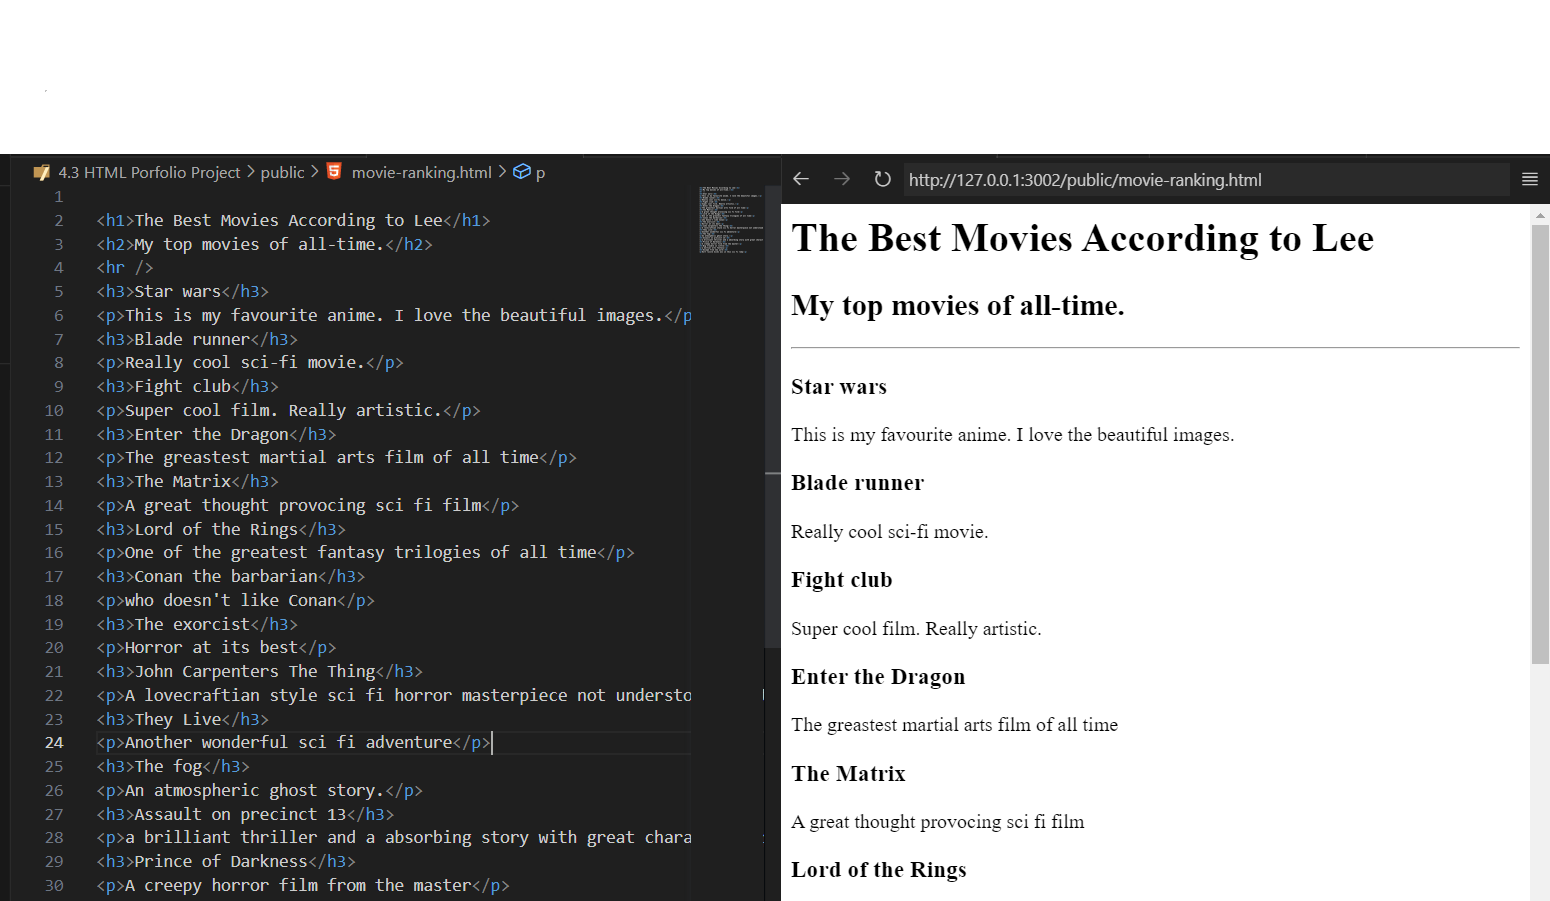 4.3 HTML Porfolio Project > public > movie-ranking.html > p
1
2 <h1>The Best Movies According to Lee</h1>
3 <h2>My top movies of all-time.</h2>
4 <hr />
5 <h3>Star wars</h3>
6 <p>This is my favourite anime. I love the beautiful images.</p
7 <h3>Blade runner</h3>
8 <p>Really cool sci-fi movie.</p>
9 <h3>Fight club</h3>
10 <p>Super cool film. Really artistic.</p>
11 <h3>Enter the Dragon</h3>
12 <p>The greastest martial arts film of all time</p>
13 <h3>The Matrix</h3>
14 <p>A great thought provocing sci fi film</p>
15 <h3>Lord of the Rings</h3>
16 <p>One of the greatest fantasy trilogies of all time</p>
17 <h3>Conan the barbarian</h3>
18 <p>who doesn't like Conan</p>
19 <h3>The exorcist</h3>
20 <p>Horror at its best</p>
21 <h3>John Carpenters The Thing</h3>
22 <p>A lovecraftian style sci fi horror masterpiece not understo
23 <h3>They Live</h3>
24 <p>Another wonderful sci fi adventure</p>
25 <h3>The fog</h3>
26 <p>An atmospheric ghost story.</p>
27 <h3>Assault on precinct 13</h3>
28 <p>a brilliant thriller and a absorbing story with great chara
29 <h3>Prince of Darkness</h3>
30 <p>A creepy horror film from the master</p>
http://127.0.0.1:3002/public/movie-ranking.html
The Best Movies According to Lee
My top movies of all-time.
Star wars
This is my favourite anime. I love the beautiful images.
Blade runner
Really cool sci-fi movie.
Fight club
Super cool film. Really artistic.
Enter the Dragon
The greastest martial arts film of all time
The Matrix
A great thought provocing sci fi film
Lord of the Rings